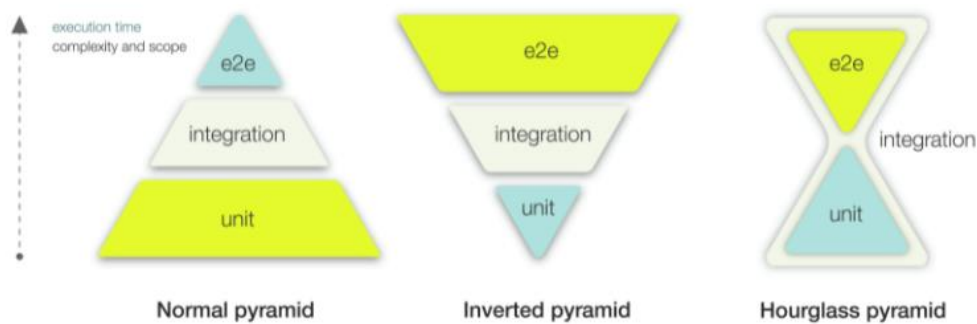 execution time
complexity and scope
e2e
integration
unit
Normal pyramid
e2e
integration
unit
Inverted pyramid
e2e
integration
unit
Hourglass pyramid